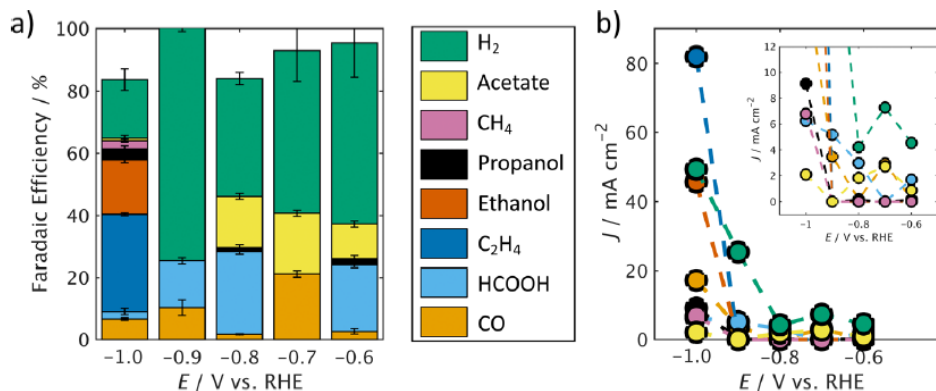 a)
Faradaic Efficiency / %
100
80
60
40
20
0
−1.0 −0.9 −0.8 −0.7 −0.6
E / V vs. RHE
H2
Acetate
CH4
Propanol
Ethanol
C2H4
HCOOH
CO
b)
J / mA cm−2
80
60
40
20
0
−1.0 −0.8 −0.6
E / V vs. RHE
J / mA cm−2
12
10
8
6
4
2
0
−1 −0.8 −0.6
E / V vs. RHE